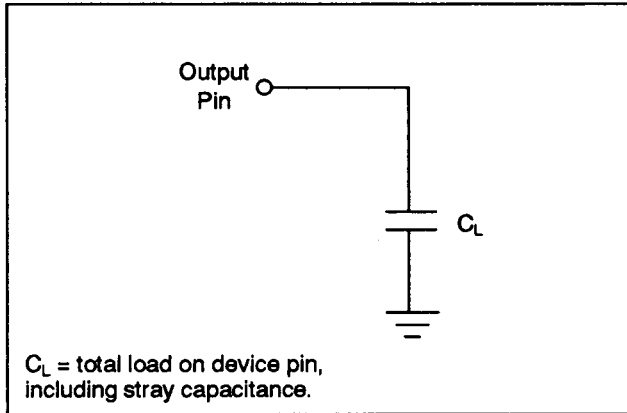 Output
Pin
CL
CL = total load on device pin,
including stray capacitance.